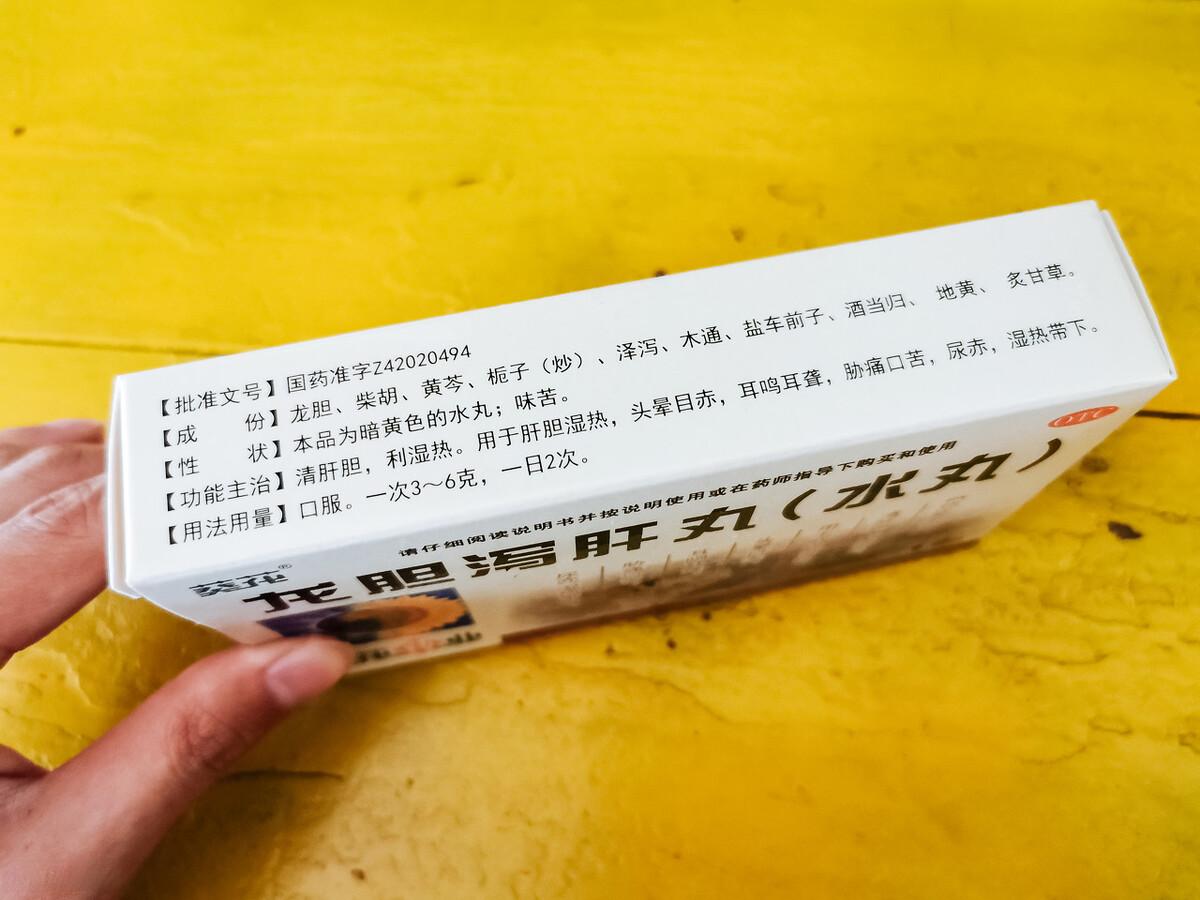 【批准文号】国药准字Z42020494
【成 份】龙胆、柴胡、黄芩、栀子（炒）、泽泻、木通、盐车前子、酒当归、地黄、炙甘草。
【性 状】本品为暗黄色的水丸；味苦。
【功能主治】清肝胆，利湿热。用于肝胆湿热，头晕目赤，耳鸣耳聋，胁痛口苦，尿赤，湿热带下。
【用法用量】口服。一次3～6克，一日2次。
OTC
请仔细阅读说明书并按说明使用或在药师指导下购买和使用
葵花®
龙胆泻肝丸（水丸）